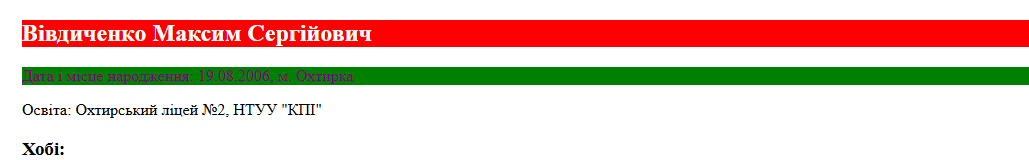 Вівдиченко Максим Сергійович
Дата і місце народження: 19.08.2006, м. Охтирка
Освіта: Охтирський ліцей №2, НТУУ "КПІ"
Хобі: